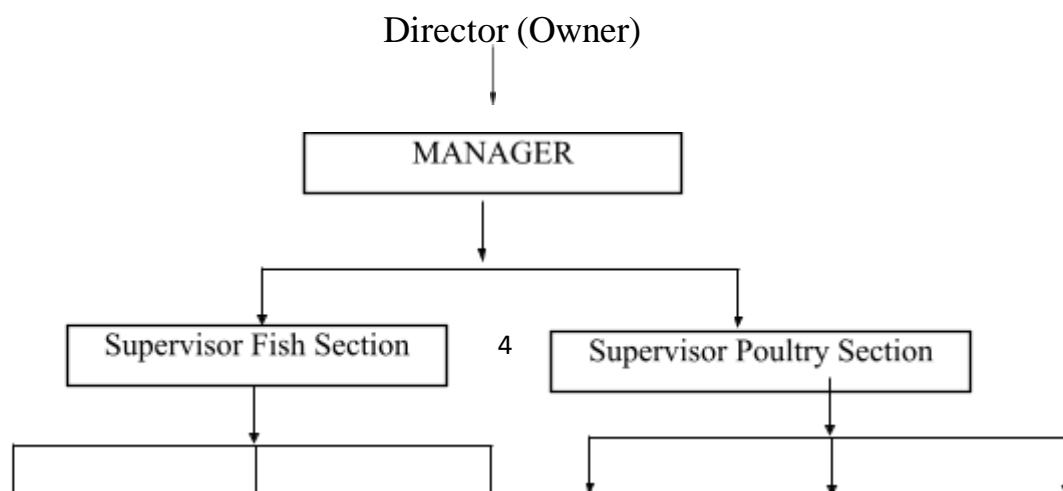 Director (Owner)
MANAGER
Supervisor Fish Section
4
Supervisor Poultry Section